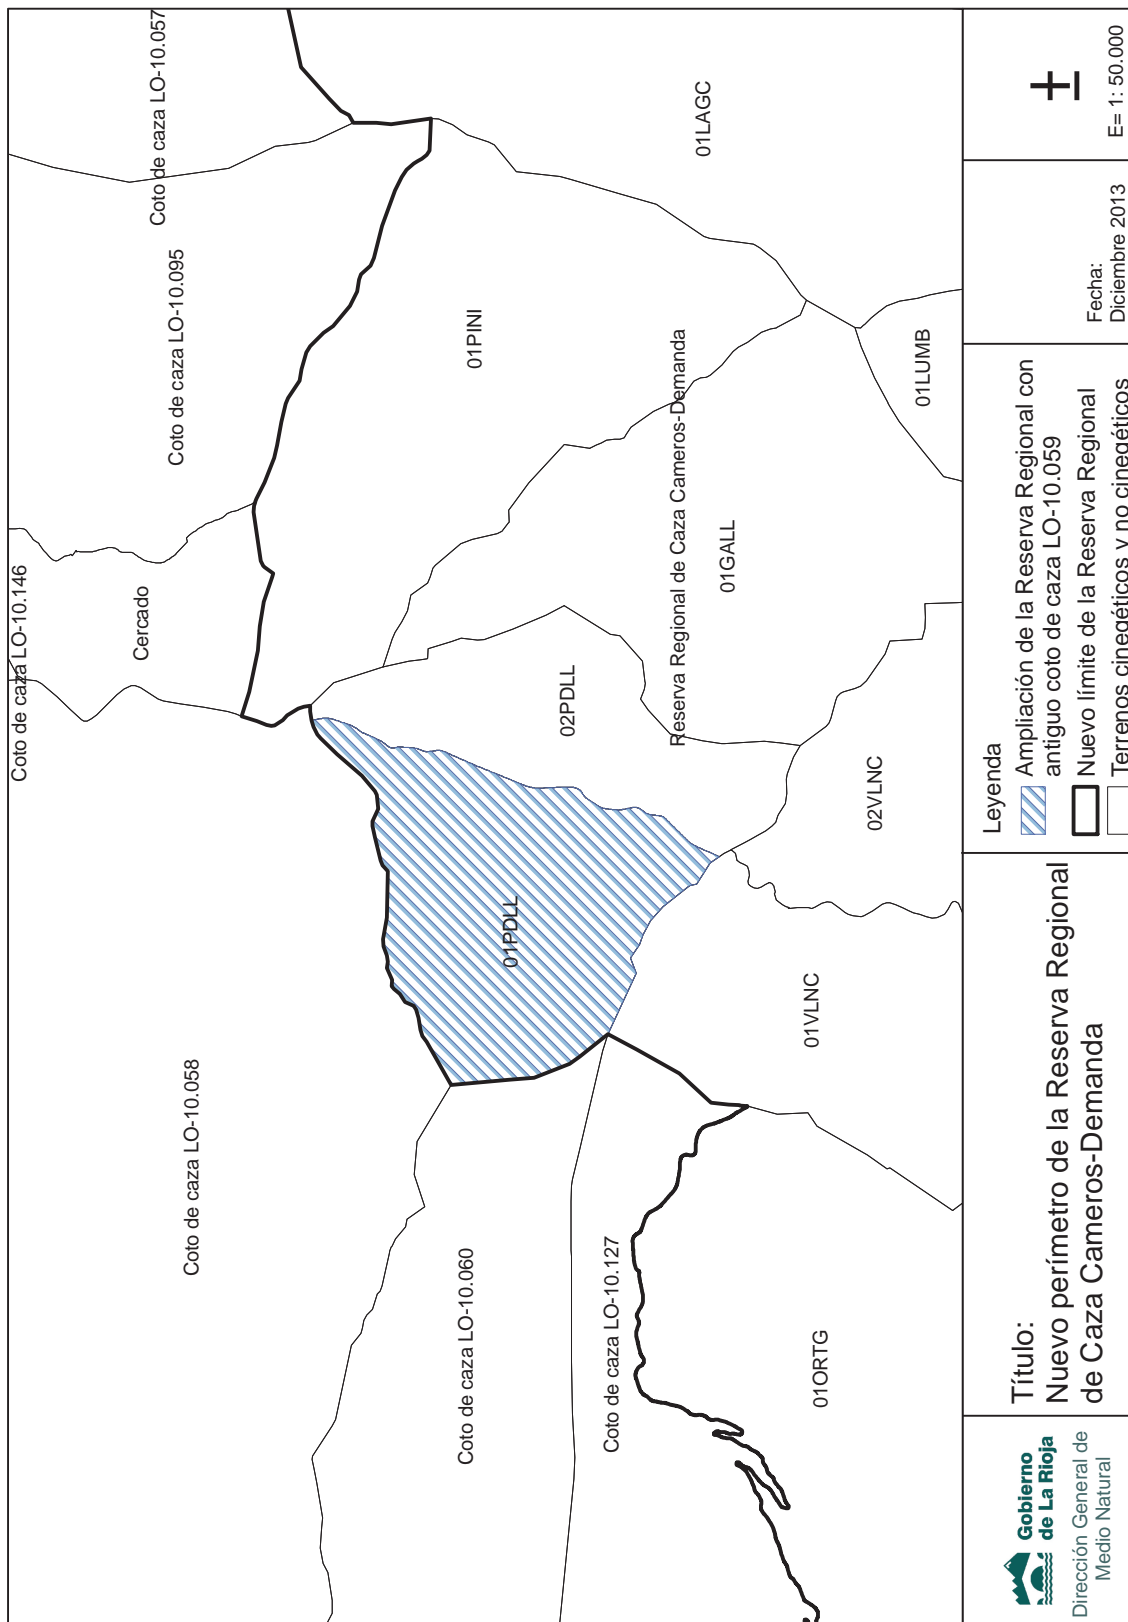 Coto de caza LO-10.146
Coto de caza LO-10.057
Coto de caza LO-10.095
Cercado
Coto de caza LO-10.058
01PINI
01LAGC
Coto de caza LO-10.060
01PDLL
02PDLL
Reserva Regional de Caza Cameros-Demanda
01GALL
Coto de caza LO-10.127
01VLNC
02VLNC
01LUMB
01ORTG
Gobierno
de La Rioja
Dirección General de
Medio Natural
Título:
Nuevo perímetro de la Reserva Regional
de Caza Cameros-Demanda
Leyenda
Ampliación de la Reserva Regional con
antiguo coto de caza LO-10.059
Nuevo límite de la Reserva Regional
Terrenos cinegéticos y no cinegéticos
Fecha:
Diciembre 2013
E= 1: 50.000